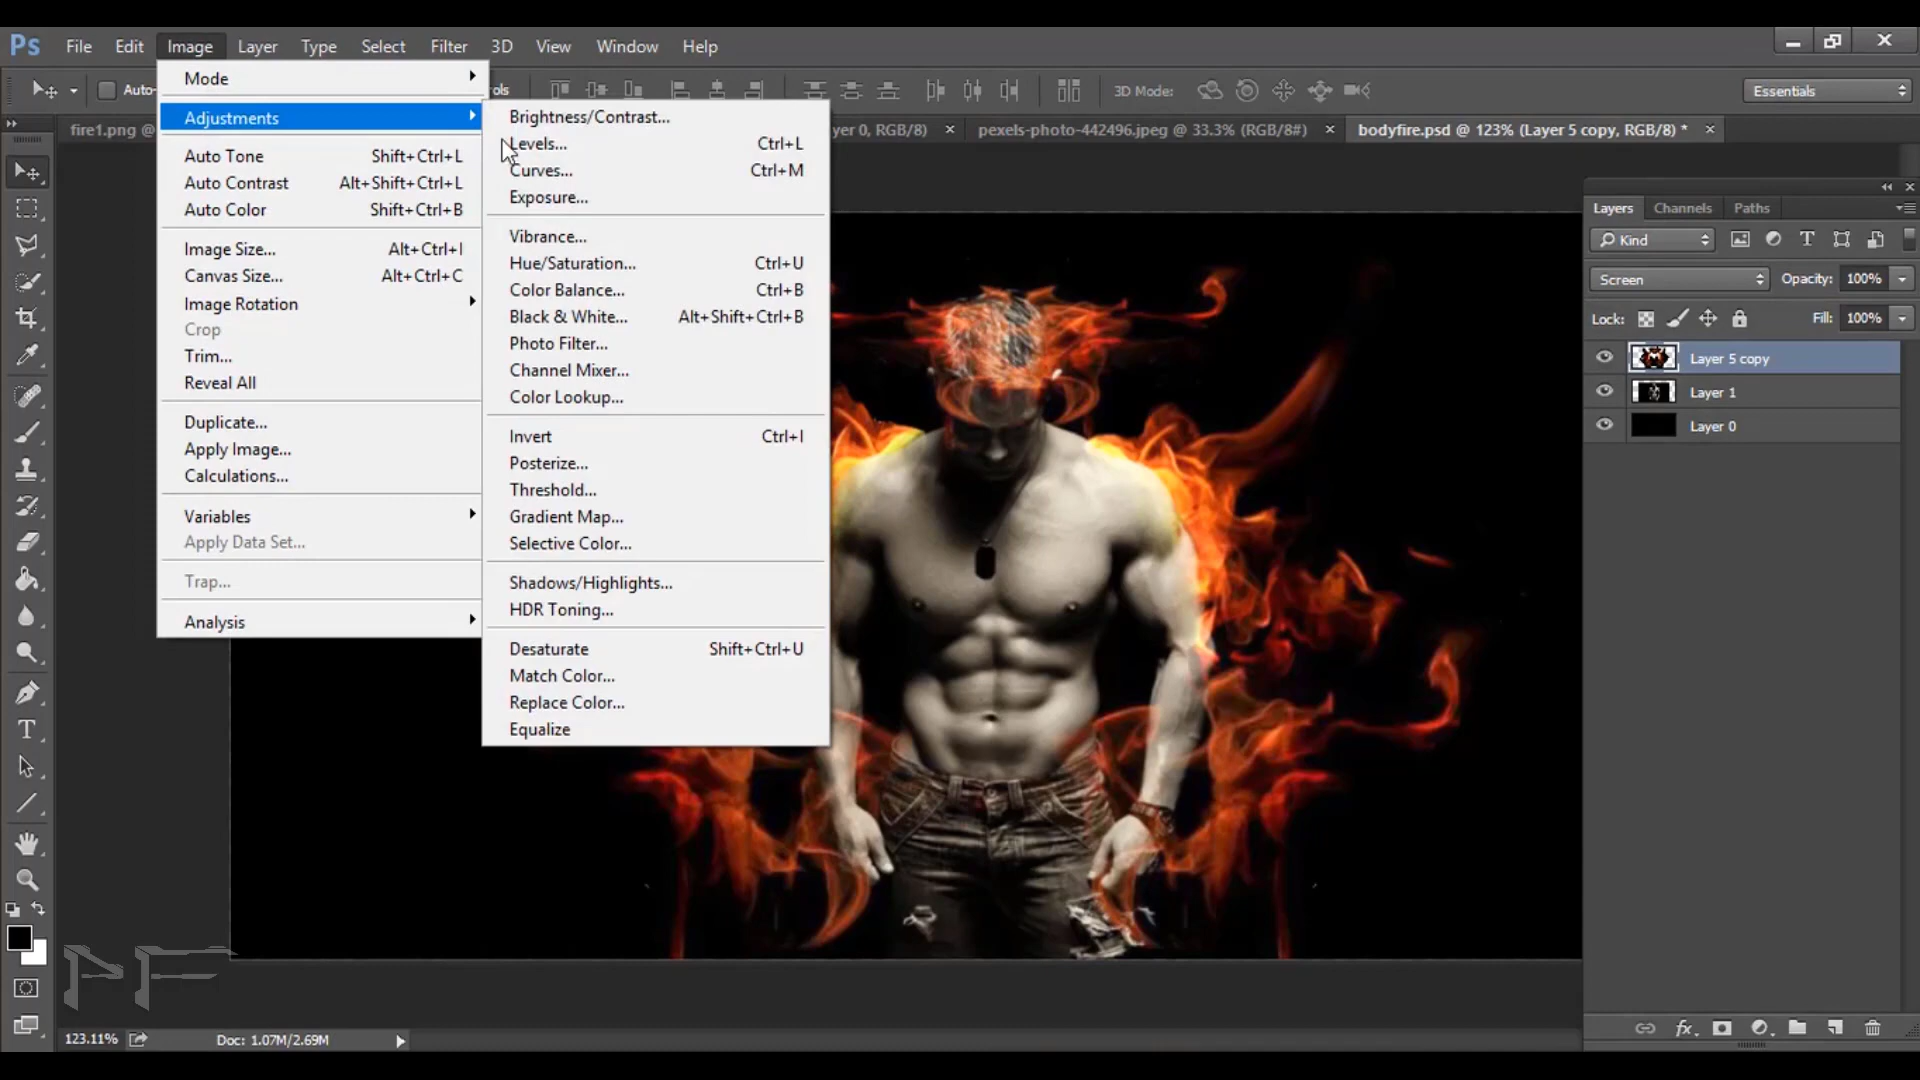 Ps File Edit Image Layer Type Select Filter 3D View Window Help
Auto- ols 3D Mode: Essentials
fire1.png @ yer 0, RGB/8) × pexels-photo-442496.jpeg @ 33.3% (RGB/8#) × bodyfire.psd @ 123% (Layer 5 copy, RGB/8) * ×
Mode
Adjustments
Auto Tone Shift+Ctrl+L
Auto Contrast Alt+Shift+Ctrl+L
Auto Color Shift+Ctrl+B
Image Size... Alt+Ctrl+I
Canvas Size... Alt+Ctrl+C
Image Rotation
Crop
Trim...
Reveal All
Duplicate...
Apply Image...
Calculations...
Variables
Apply Data Set...
Trap...
Analysis
Brightness/Contrast...
Levels... Ctrl+L
Curves... Ctrl+M
Exposure...
Vibrance...
Hue/Saturation... Ctrl+U
Color Balance... Ctrl+B
Black & White... Alt+Shift+Ctrl+B
Photo Filter...
Channel Mixer...
Color Lookup...
Invert Ctrl+I
Posterize...
Threshold...
Gradient Map...
Selective Color...
Shadows/Highlights...
HDR Toning...
Desaturate Shift+Ctrl+U
Match Color...
Replace Color...
Equalize
Layers Channels Paths
Kind
Screen Opacity: 100%
Lock: Fill: 100%
Layer 5 copy
Layer 1
Layer 0
NF
123.11% Doc: 1.07M/2.69M